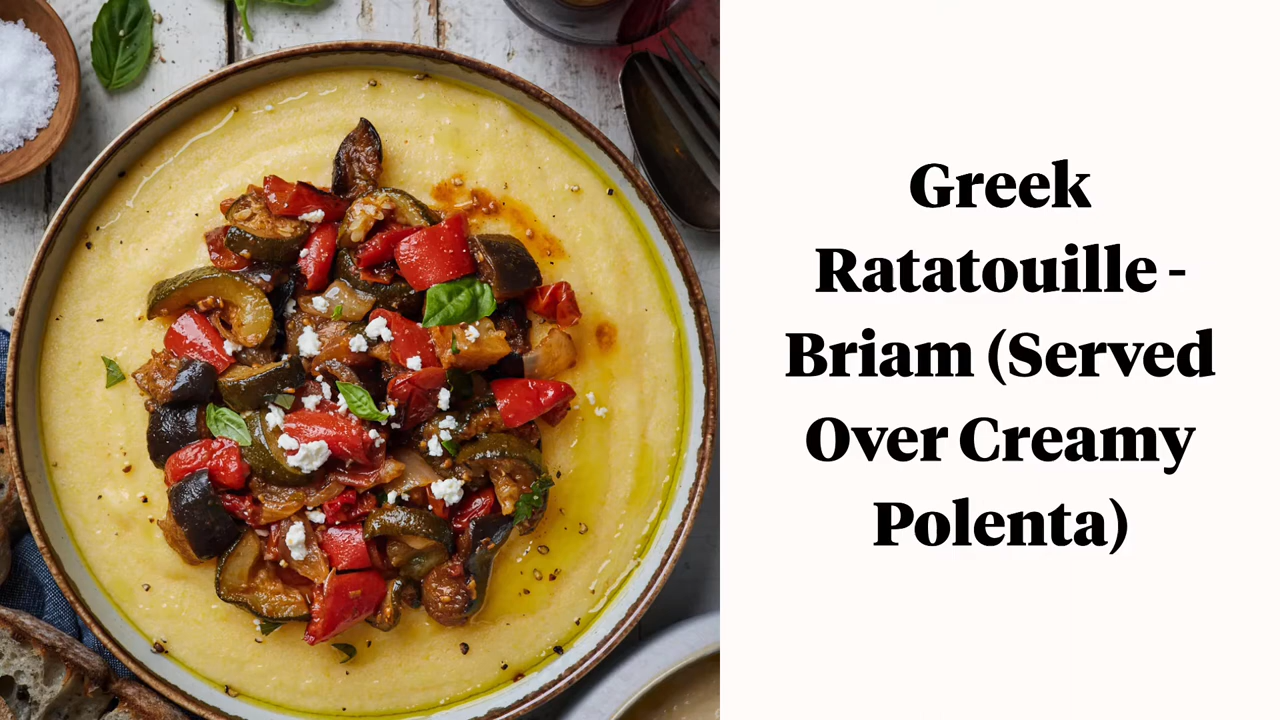 Greek
Ratatouille -
Briam (Served
Over Creamy
Polenta)